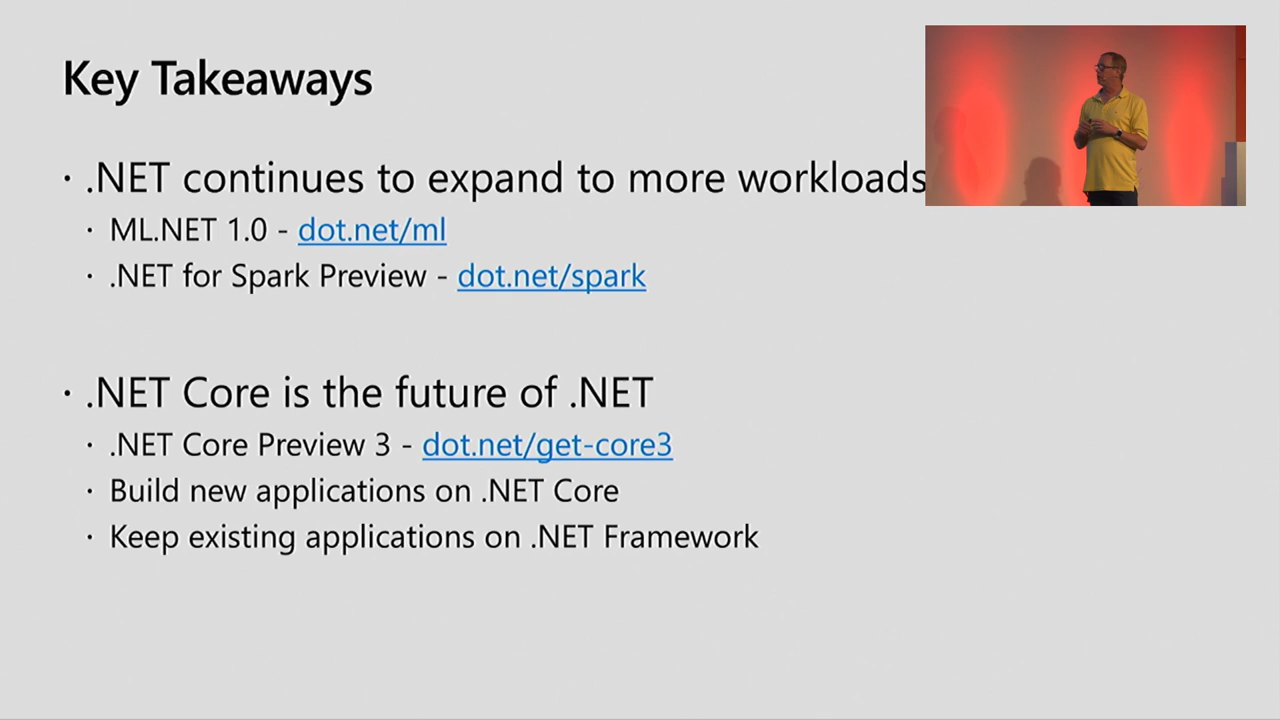 Key Takeaways
· .NET continues to expand to more workloads
· ML.NET 1.0 - dot.net/ml
· .NET for Spark Preview - dot.net/spark
· .NET Core is the future of .NET
· .NET Core Preview 3 - dot.net/get-core3
· Build new applications on .NET Core
· Keep existing applications on .NET Framework